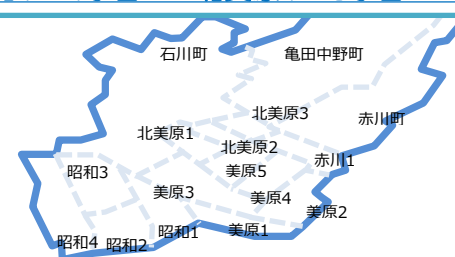 石川町
亀田中野町
北美原3
赤川町
北美原1
北美原2
赤川1
昭和3
美原5
美原3
美原4
美原2
昭和1
美原1
昭和4
昭和2